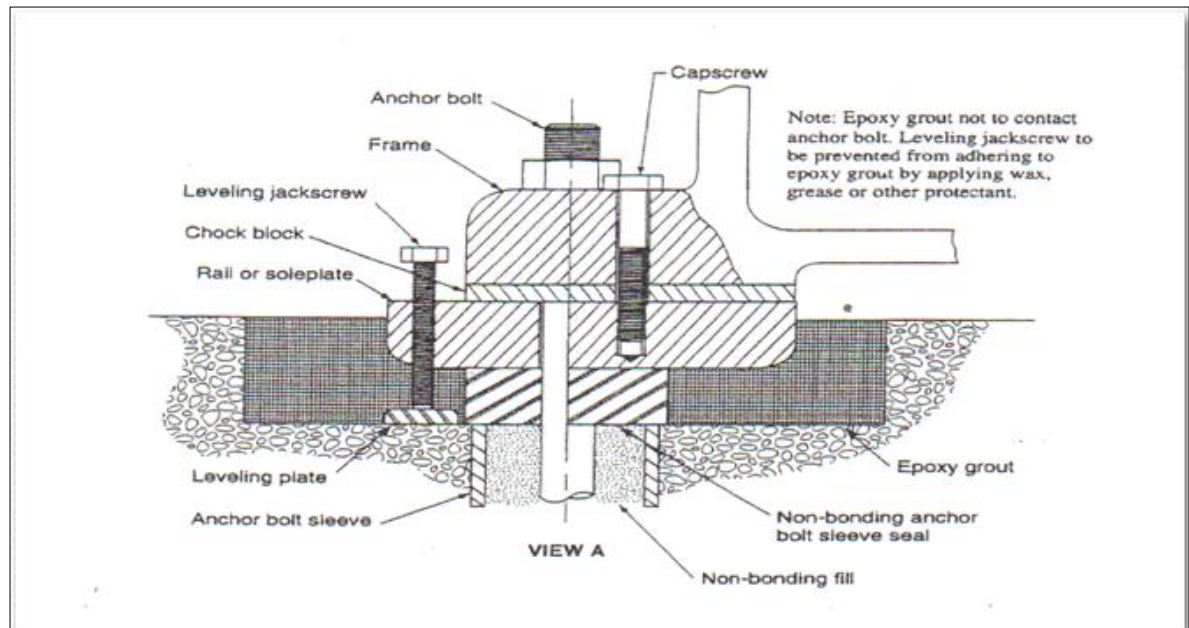 Capscrew
Anchor bolt
Note: Epoxy grout not to contact
anchor bolt. Leveling jackscrew to
be prevented from adhering to
epoxy grout by applying wax,
grease or other protectant.
Frame
Leveling jackscrew
Chock block
Rail or soleplate
Leveling plate
Epoxy grout
Anchor bolt sleeve
Non-bonding anchor
bolt sleeve seal
VIEW A
Non-bonding fill